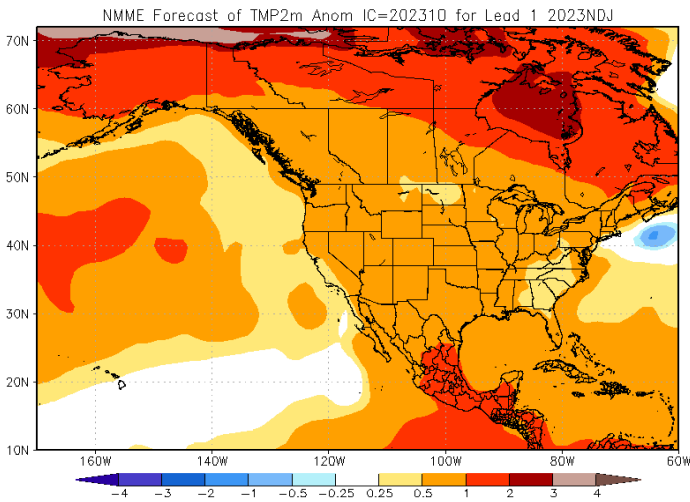 NMME Forecast of TMP2m Anom IC=202310 for Lead 1 2023NDJ
70N
60N
50N
40N
30N
20N
10N
160W 140W 120W 100W 80W 60W
-4 -3 -2 -1 -0.5 -0.25 0.25 0.5 1 2 3 4